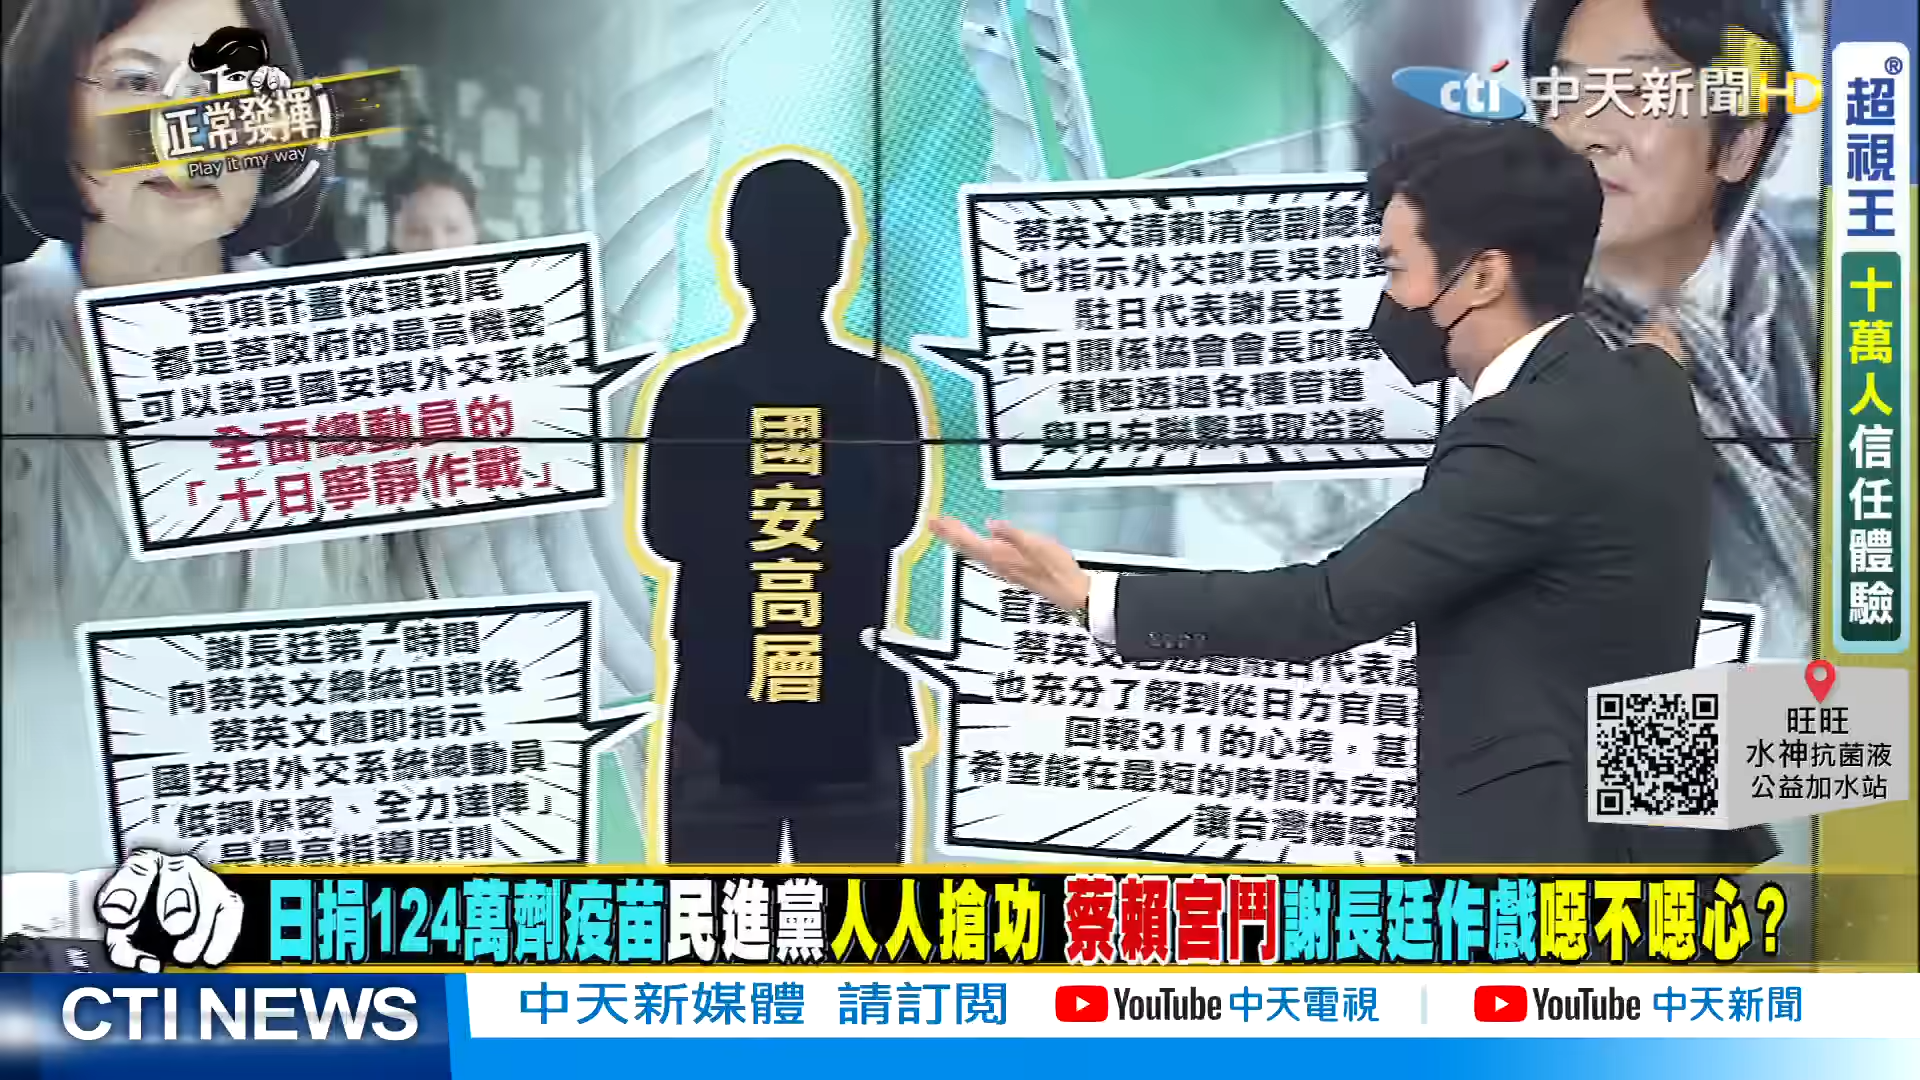 正常發揮
Play it my way
cti 中天新聞HD
超視王®
十萬人信任體驗
這項計畫從頭到尾
都是蔡政府的最高機密
可以說是國安與外交系統
全面總動員的
「十日寧靜作戰」
蔡英文請賴清德副總
也指示外交部長吳釗
駐日代表謝長廷
台日關係協會會長邱
積極透過各種管道
與日方聯繫爭取洽談
國安高層
謝長廷第一時間
向蔡英文總統回報後
蔡英文隨即指示
國安與外交系統總動員
「低調保密、全力達陣」
是最高指導原則
蔡英文
駐日代表
也充分了解到從日方官員
回報311的心境，甚
希望能在最短的時間內完成
讓台灣備感溫
旺旺
水神抗菌液
公益加水站
日捐124萬劑疫苗民進黨人人搶功 蔡賴宮鬥謝長廷作戲噁不噁心？
CTI NEWS
中天新媒體 請訂閱 YouTube 中天電視 YouTube 中天新聞